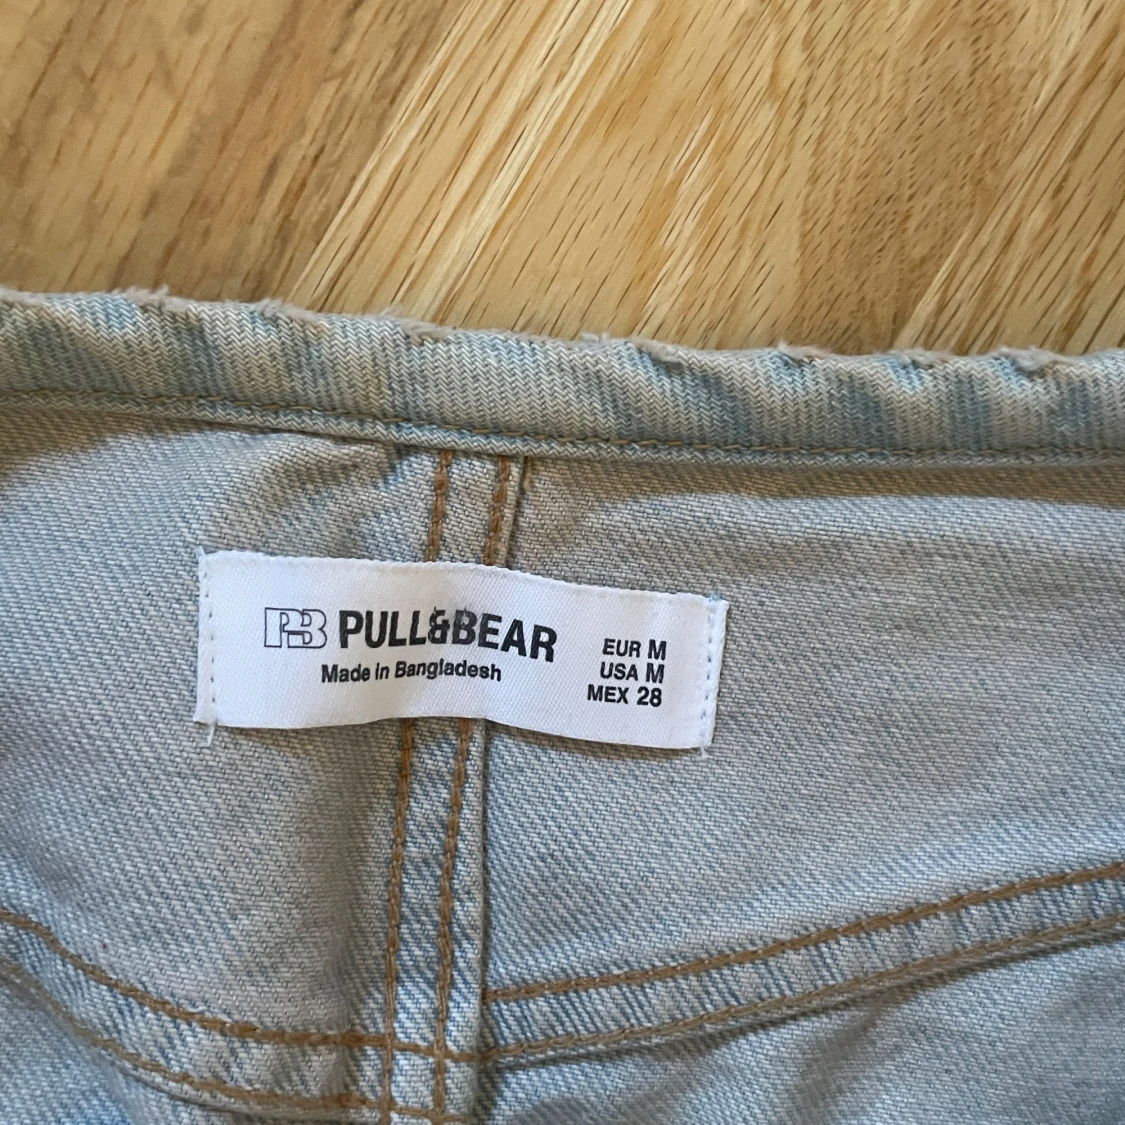 PB PULL&BEAR
Made in Bangladesh
EUR M
USA M
MEX 28